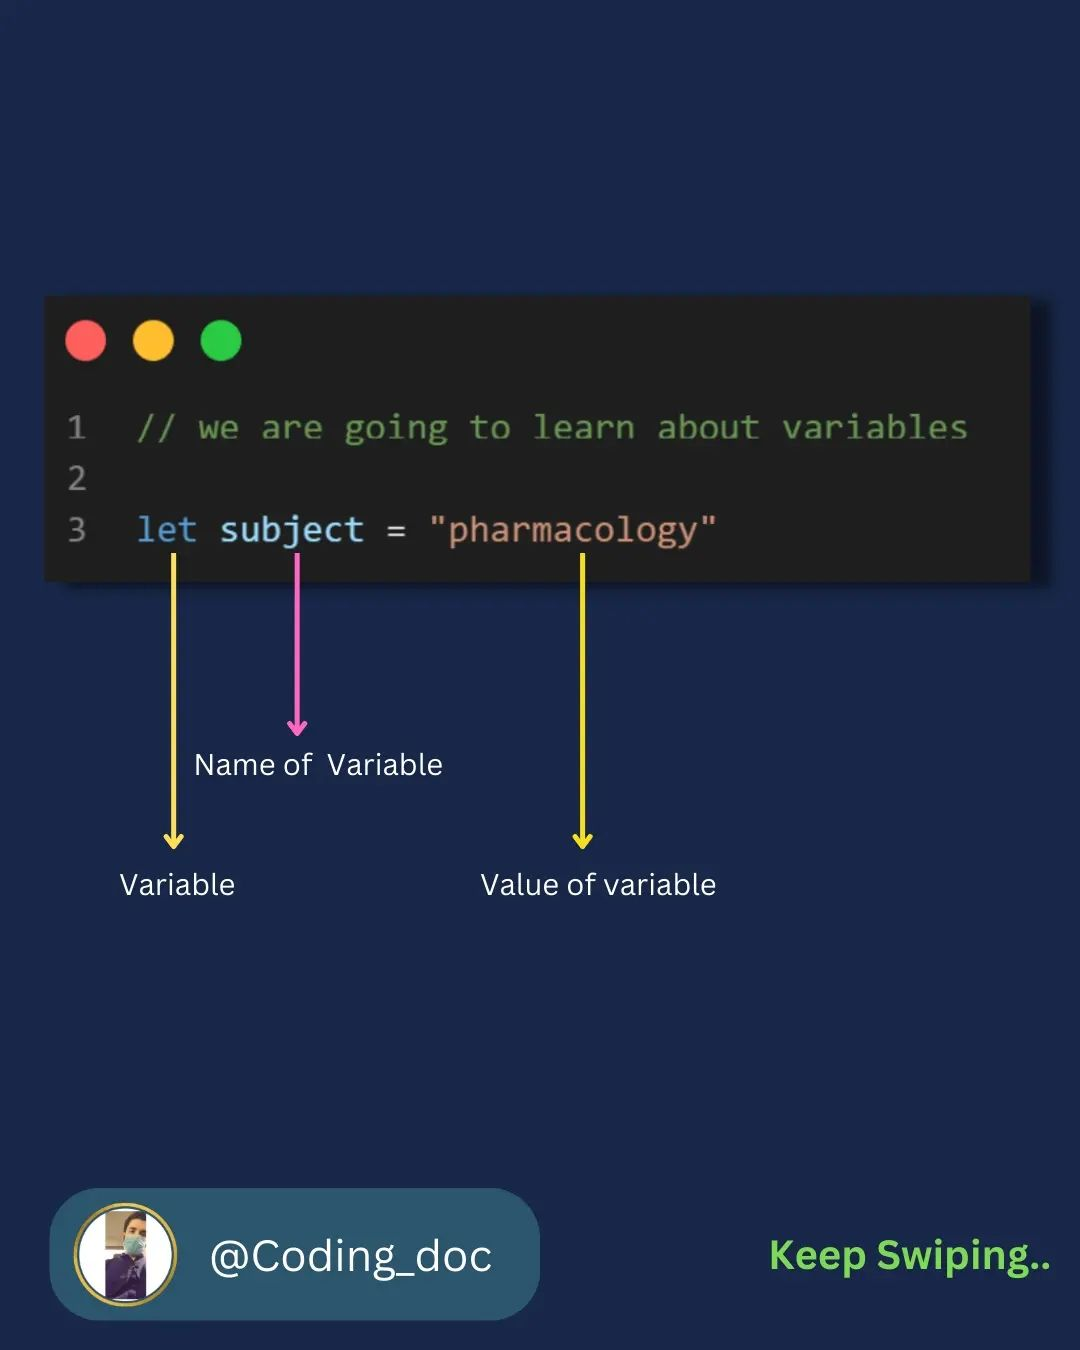 1 // we are going to learn about variables
2
3 let subject = "pharmacology"
Name of Variable
Variable
Value of variable
@Coding_doc
Keep Swiping..